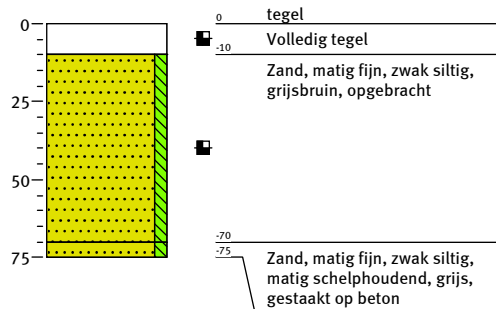 0
25
50
75
0
tegel
Volledig tegel
-10
Zand, matig fijn, zwak siltig,
grijsbruin, opgebracht
-70
-75
Zand, matig fijn, zwak siltig,
matig schelphoudend, grijs,
gestaakt op beton